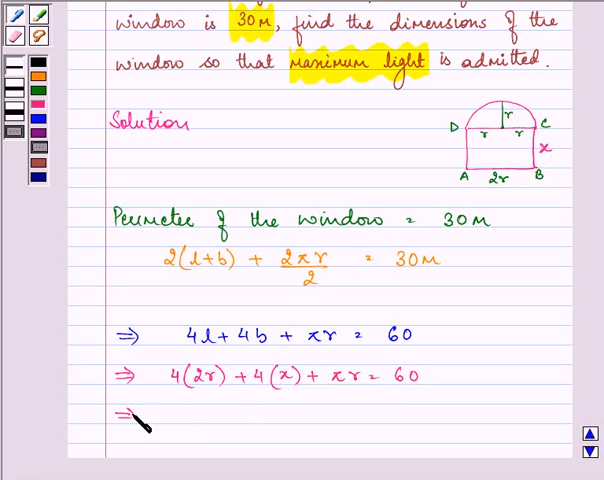 window is 30M, find the dimensions of the
window so that maximum light is admitted.
Solution
D r r r C
x
A 2r B
Perimeter of the window = 30M
2(l+b) + 2πr/2 = 30M
⇒ 4l + 4b + πr = 60
⇒ 4(2r) + 4(x) + πr = 60
⇒